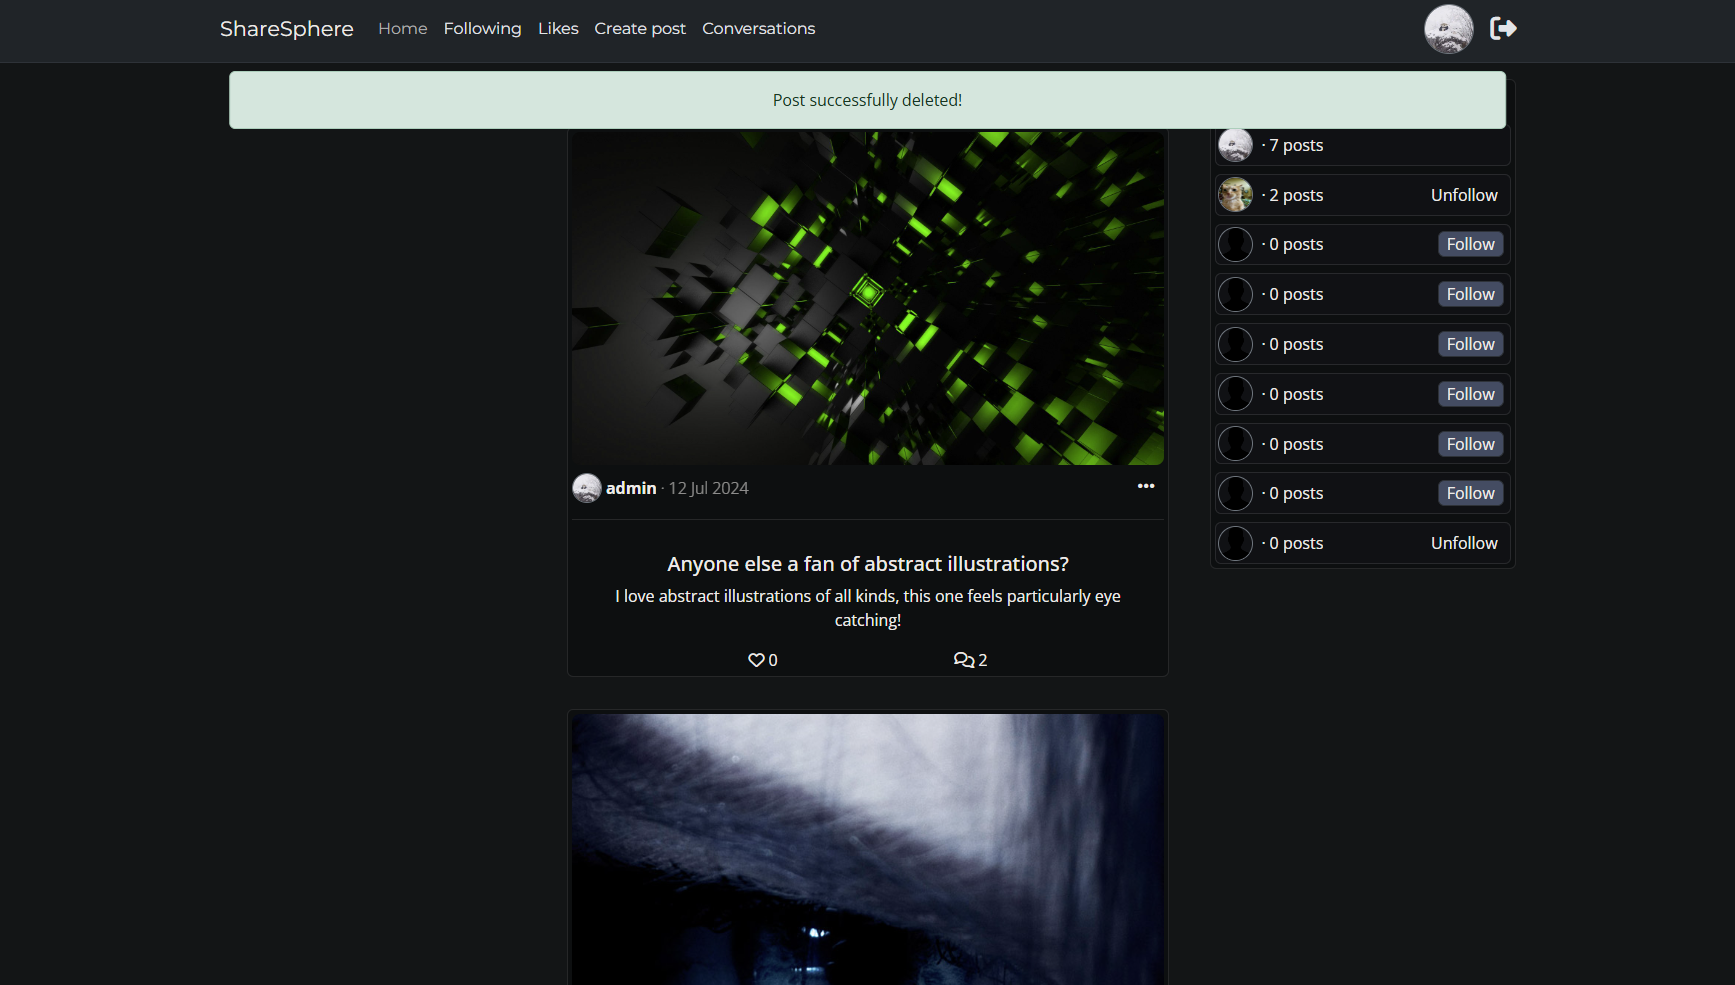 ShareSphere Home Following Likes Create post Conversations
Post successfully deleted!
· 7 posts
· 2 posts Unfollow
· 0 posts Follow
· 0 posts Follow
· 0 posts Follow
· 0 posts Follow
· 0 posts Follow
· 0 posts Follow
· 0 posts Unfollow
admin · 12 Jul 2024
Anyone else a fan of abstract illustrations?
I love abstract illustrations of all kinds, this one feels particularly eye
catching!
0 2